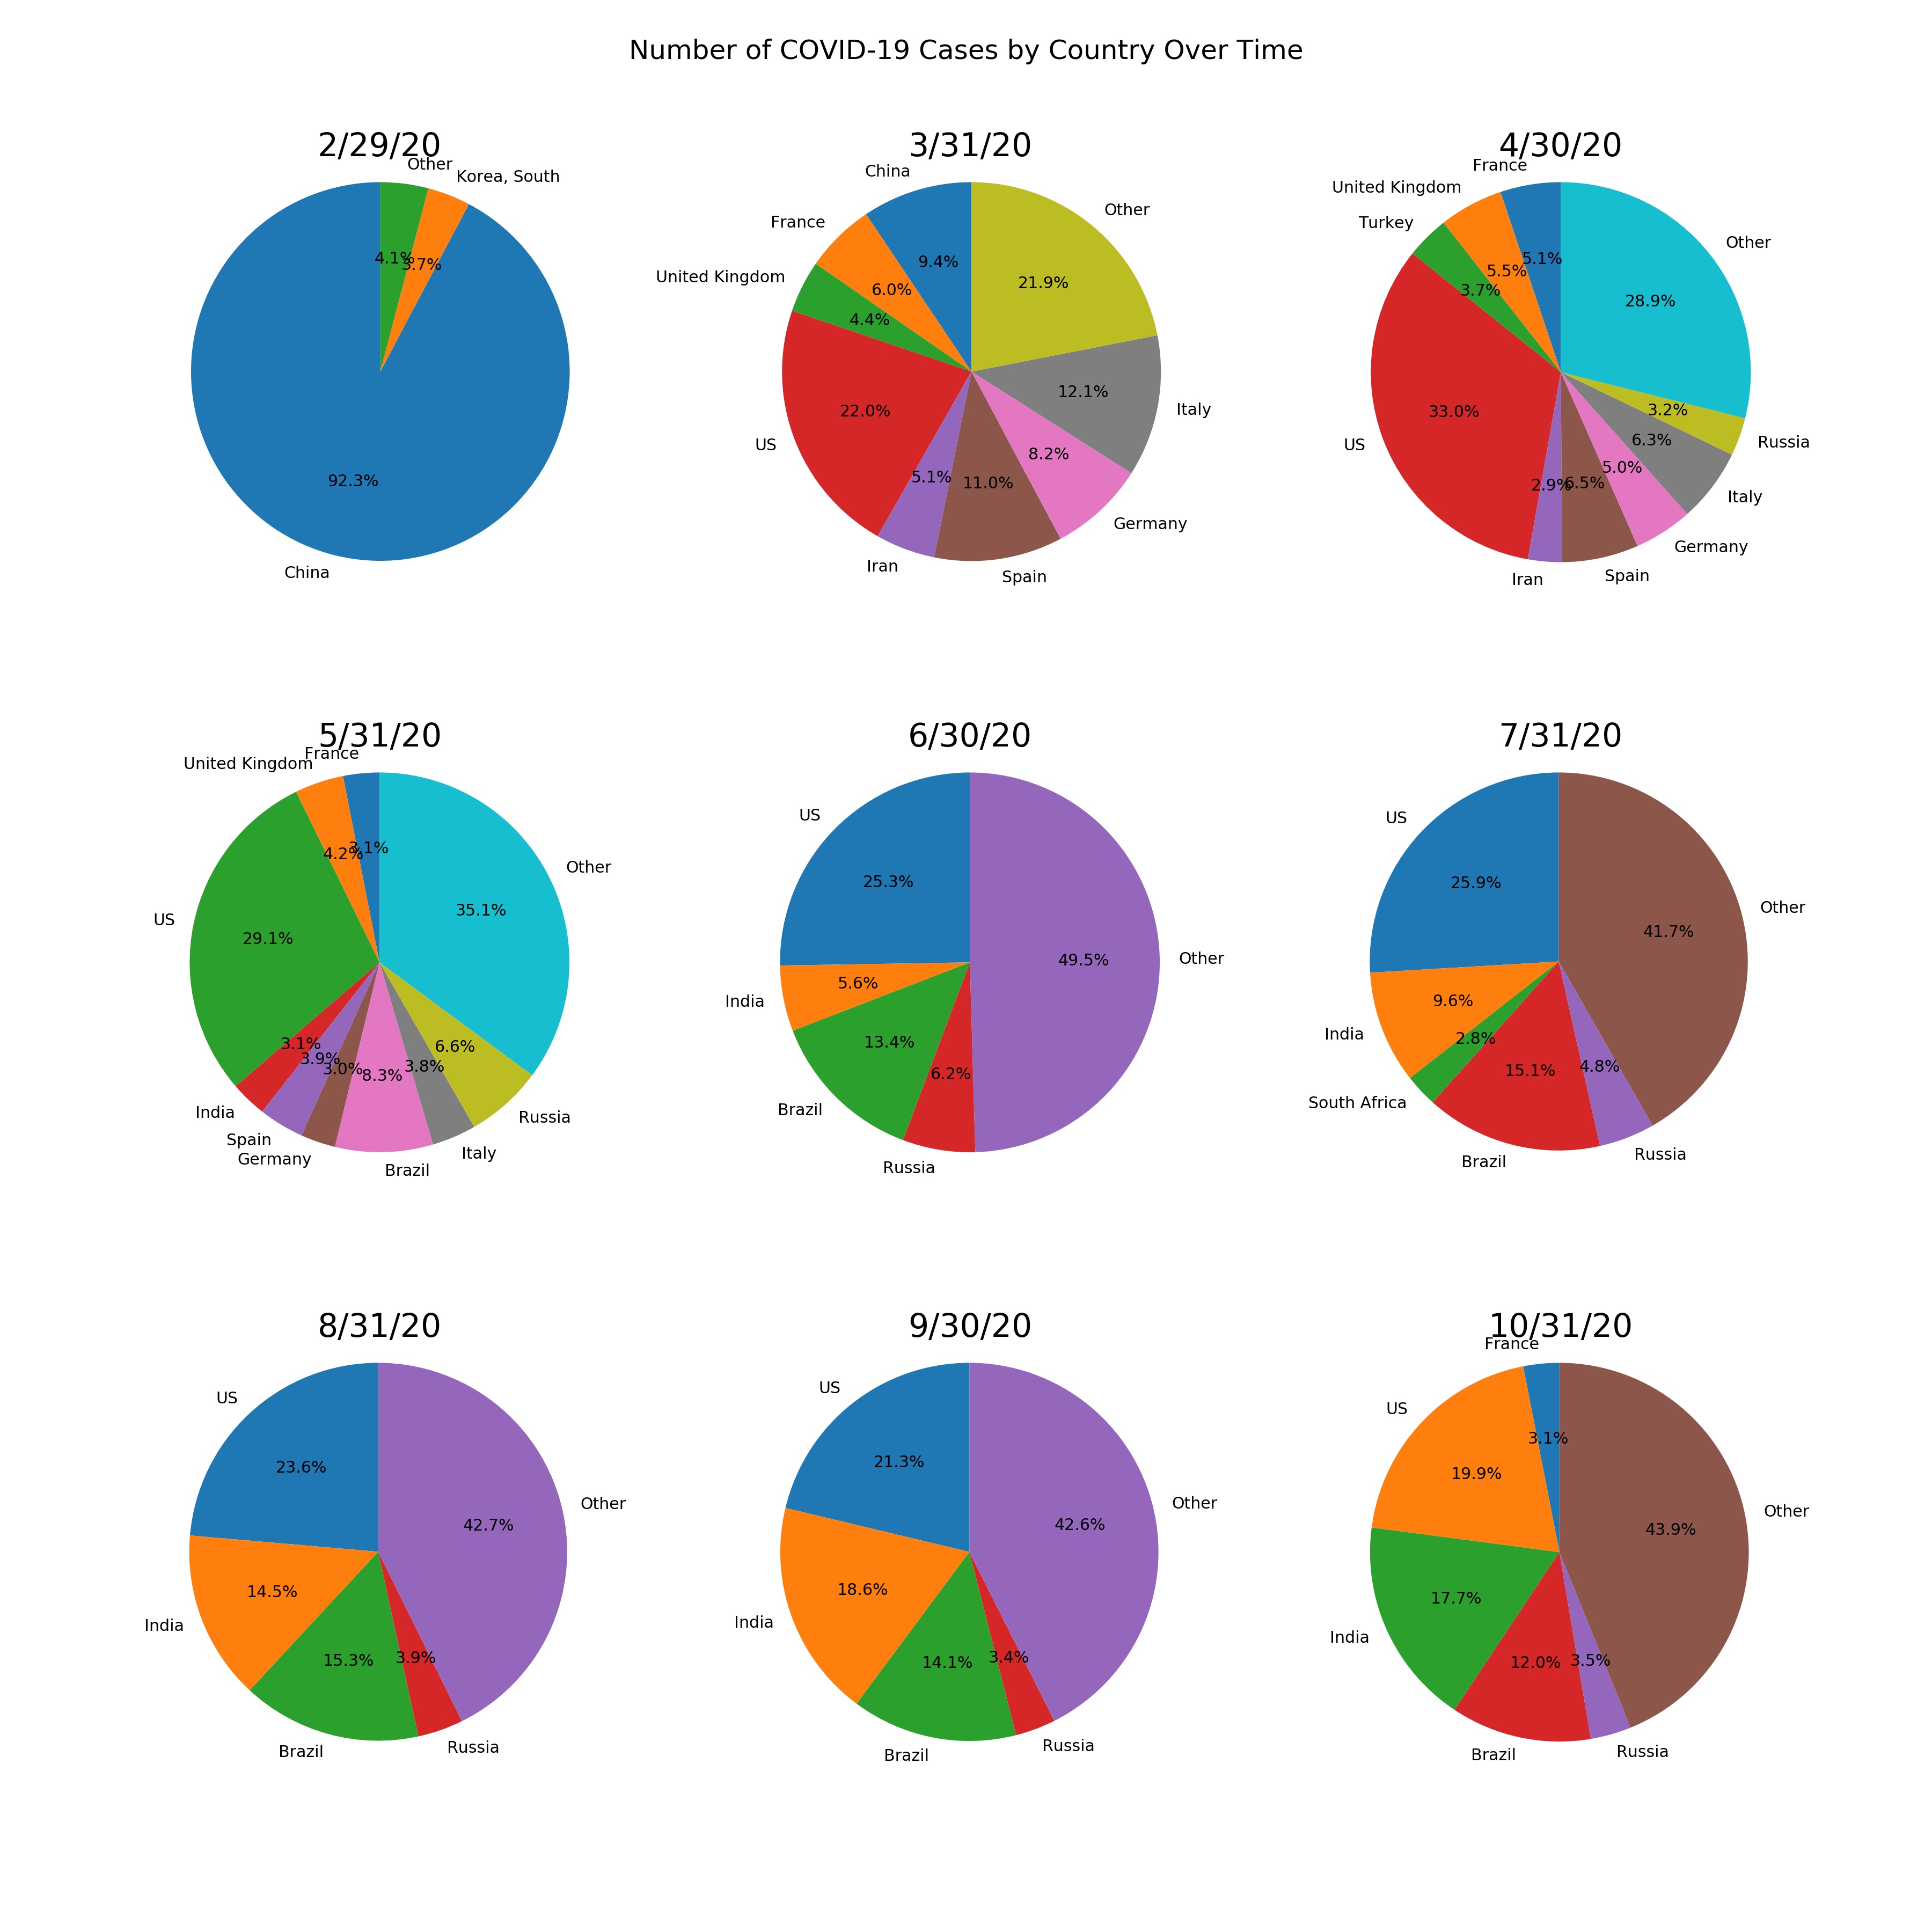 Number of COVID-19 Cases by Country Over Time
2/29/20
Other
Korea, South
4.1%
3.7%
92.3%
China
3/31/20
China
France
United Kingdom
US
Iran
Spain
Germany
Italy
Other
9.4%
6.0%
4.4%
22.0%
5.1%
11.0%
8.2%
12.1%
21.9%
4/30/20
France
United Kingdom
Turkey
US
Iran
Spain
Germany
Italy
Russia
Other
5.1%
5.5%
3.7%
33.0%
2.9%
6.5%
5.0%
6.3%
3.2%
28.9%
5/31/20
France
United Kingdom
US
India
Spain
Germany
Brazil
Italy
Russia
Other
3.1%
4.2%
29.1%
3.1%
3.9%
3.0%
8.3%
3.8%
6.6%
35.1%
6/30/20
US
India
Brazil
Russia
Other
25.3%
5.6%
13.4%
6.2%
49.5%
7/31/20
US
India
South Africa
Brazil
Russia
Other
25.9%
9.6%
2.8%
15.1%
4.8%
41.7%
8/31/20
US
India
Brazil
Russia
Other
23.6%
14.5%
15.3%
3.9%
42.7%
9/30/20
US
India
Brazil
Russia
Other
21.3%
18.6%
14.1%
3.4%
42.6%
10/31/20
France
US
India
Brazil
Russia
Other
3.1%
19.9%
17.7%
12.0%
3.5%
43.9%